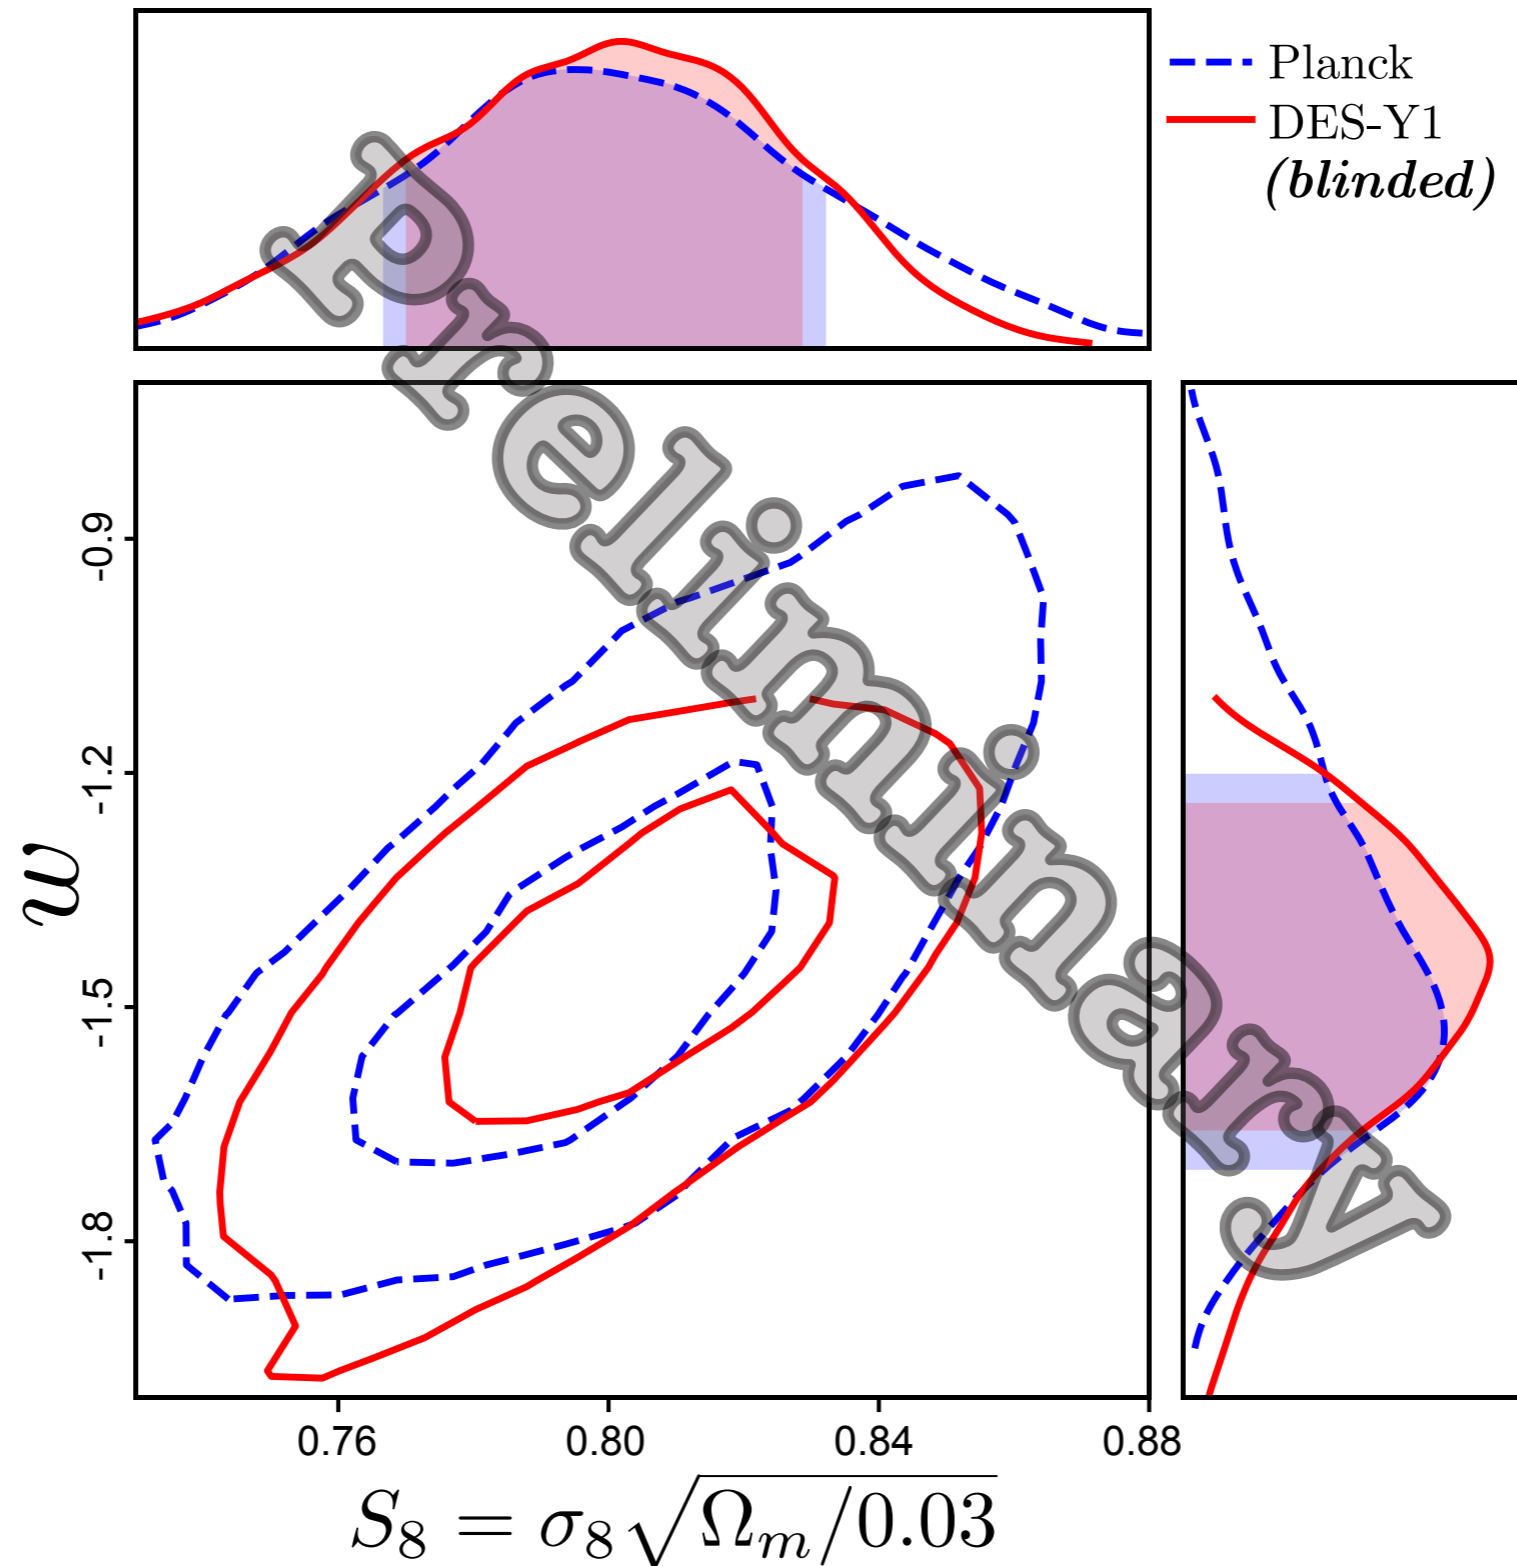 Planck
DES-Y1
(blinded)
Preliminary
-0.9
-1.2
-1.5
-1.8
w
0.76 0.80 0.84 0.88
S₈ = σ₈√Ωₘ/0.03